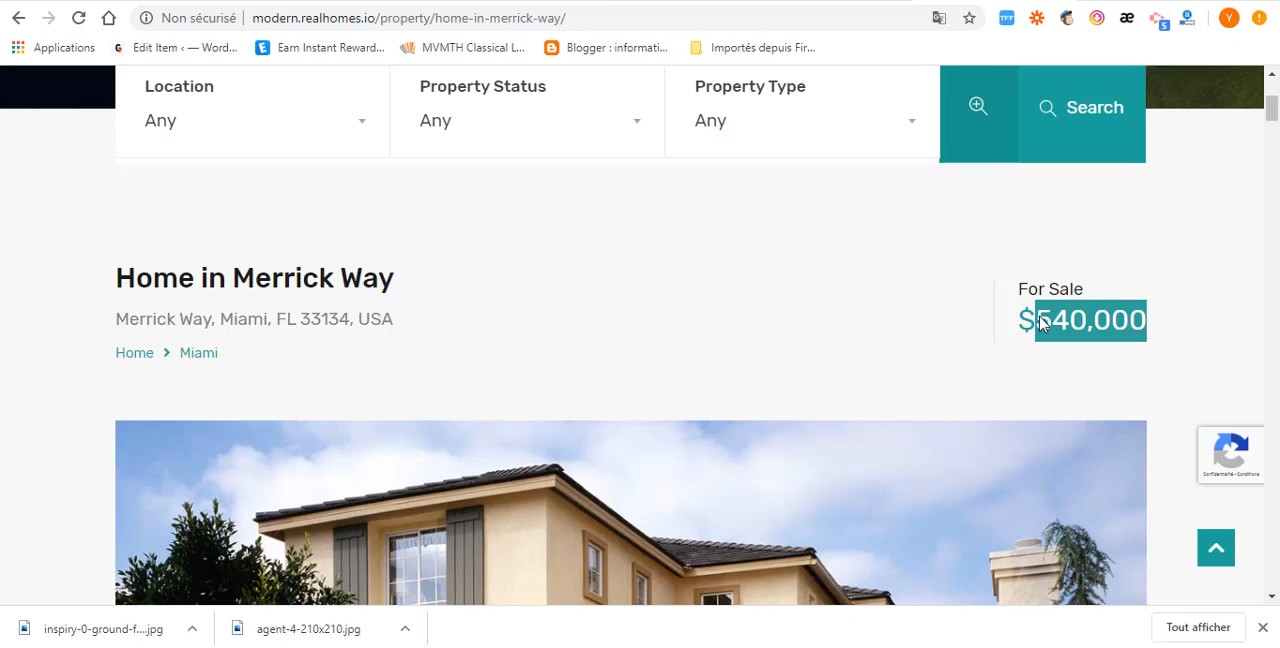 Non sécurisé modern.realhomes.io/property/home-in-merrick-way/
Applications Edit Item ‹ — Word... Earn Instant Reward... MVMTH Classical L... Blogger : informati... Importés depuis Fir...
Location Property Status Property Type
Any Any Any Search
Home in Merrick Way
Merrick Way, Miami, FL 33134, USA
Home Miami
For Sale
$540,000
Confidentialité - Conditions
inspiry-0-ground-f....jpg agent-4-210x210.jpg Tout afficher